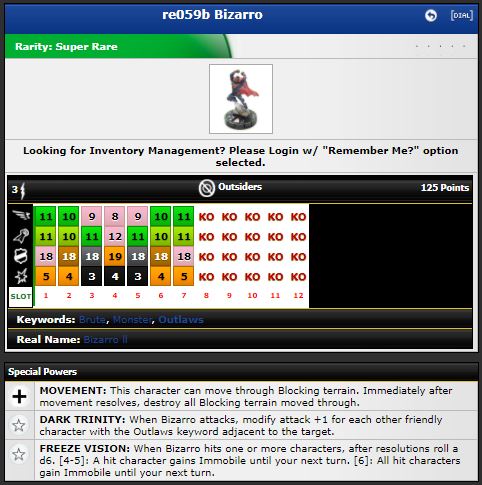 re059b Bizarro
[DIAL]
Rarity: Super Rare
Looking for Inventory Management? Please Login w/ "Remember Me?" option
selected.
3 Outsiders 125 Points
11 10 9 8 9 11 10 KO KO KO KO KO
11 10 11 12 11 10 11 KO KO KO KO KO
18 18 18 19 18 18 18 KO KO KO KO KO
5 4 3 4 3 4 5 KO KO KO KO KO
SLOT 1 2 3 4 5 6 7 8 9 10 11 12
Keywords: Brute, Monster, Outlaws
Real Name: Bizarro II
Special Powers
MOVEMENT: This character can move through Blocking terrain. Immediately after
movement resolves, destroy all Blocking terrain moved through.
DARK TRINITY: When Bizarro attacks, modify attack +1 for each other friendly
character with the Outlaws keyword adjacent to the target.
FREEZE VISION: When Bizarro hits one or more characters, after resolutions roll a
d6. [4-5]: A hit character gains Immobile until your next turn. [6]: All hit characters
gain Immobile until your next turn.